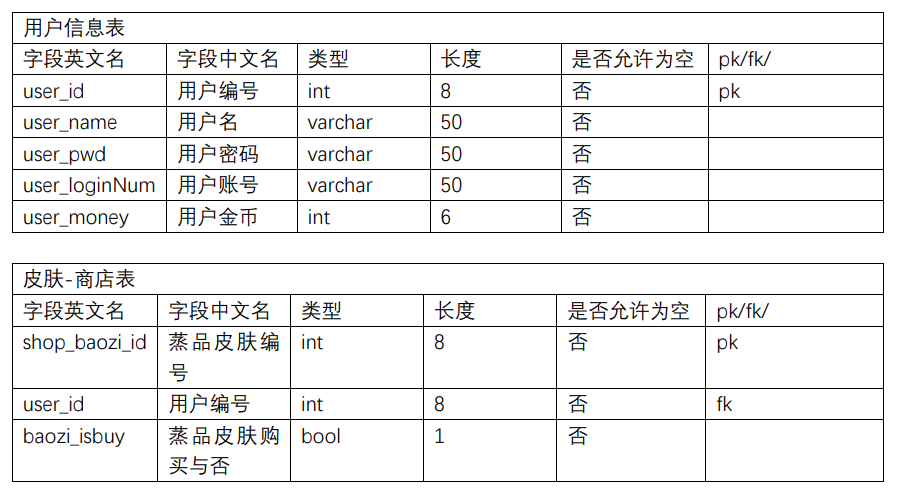 用户信息表
字段英文名 字段中文名 类型 长度 是否允许为空 pk/fk/
user_id 用户编号 int 8 否 pk
user_name 用户名 varchar 50 否
user_pwd 用户密码 varchar 50 否
user_loginNum 用户账号 varchar 50 否
user_money 用户金币 int 6 否
皮肤-商店表
字段英文名 字段中文名 类型 长度 是否允许为空 pk/fk/
shop_baozi_id 蒸品皮肤编 int 8 否 pk
号
user_id 用户编号 int 8 否 fk
baozi_isbuy 蒸品皮肤购 bool 1 否
买与否